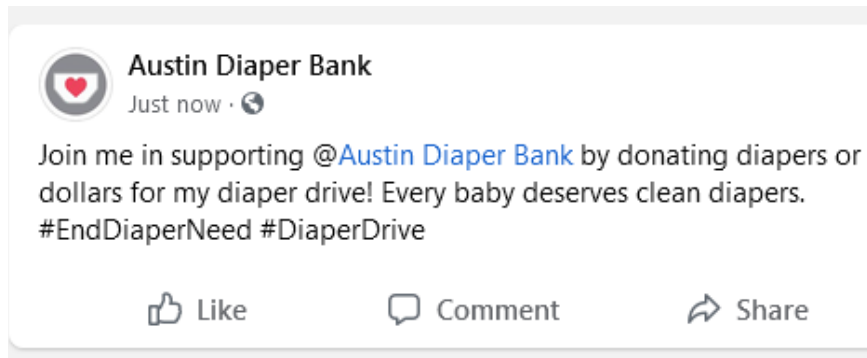 Austin Diaper Bank
Just now ·
Join me in supporting @Austin Diaper Bank by donating diapers or
dollars for my diaper drive! Every baby deserves clean diapers.
#EndDiaperNeed #DiaperDrive
Like Comment Share